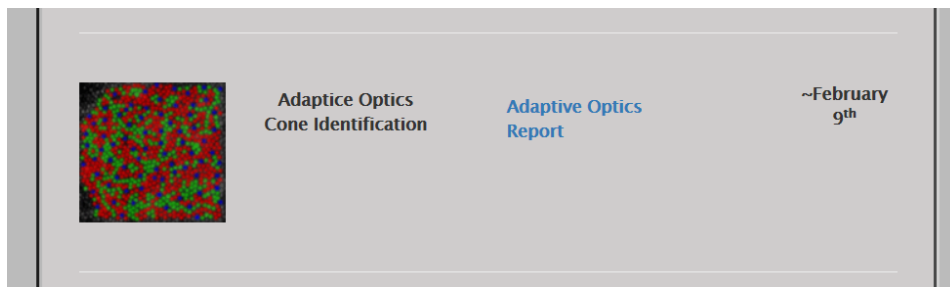 Adaptice Optics
Cone Identification
Adaptive Optics
Report
~February
9th